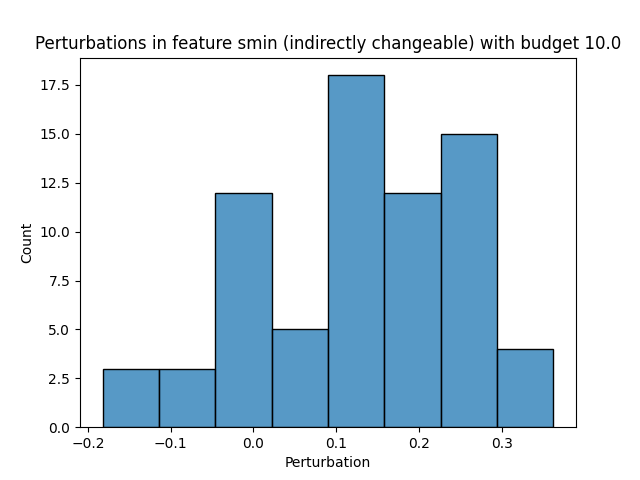 Perturbations in feature smin (indirectly changeable) with budget 10.0
17.5
15.0
12.5
10.0
7.5
5.0
2.5
0.0
Count
−0.2 −0.1 0.0 0.1 0.2 0.3
Perturbation